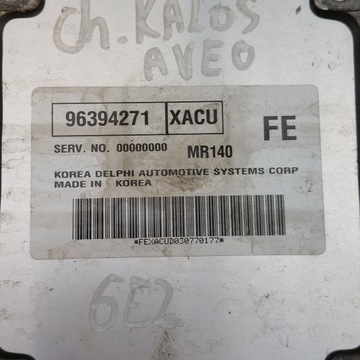 ch. KALOS
AVEO
96394271 XACU FE
SERV. NO. 00000000 MR140
KOREA DELPHI AUTOMOTIVE SYSTEMS CORP
MADE IN KOREA
*FEXACUD030770177*
6E2